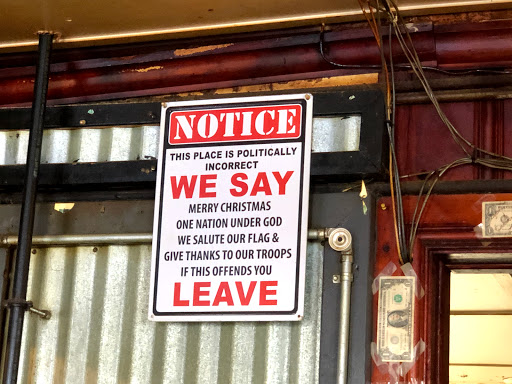 NOTICE
THIS PLACE IS POLITICALLY
INCORRECT
WE SAY
MERRY CHRISTMAS
ONE NATION UNDER GOD
WE SALUTE OUR FLAG &
GIVE THANKS TO OUR TROOPS
IF THIS OFFENDS YOU
LEAVE